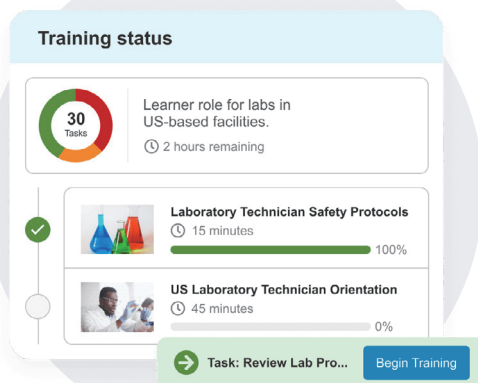 Training status
30
Tasks
Learner role for labs in
US-based facilities.
2 hours remaining
Laboratory Technician Safety Protocols
15 minutes
100%
US Laboratory Technician Orientation
45 minutes
0%
Task: Review Lab Pro...
Begin Training